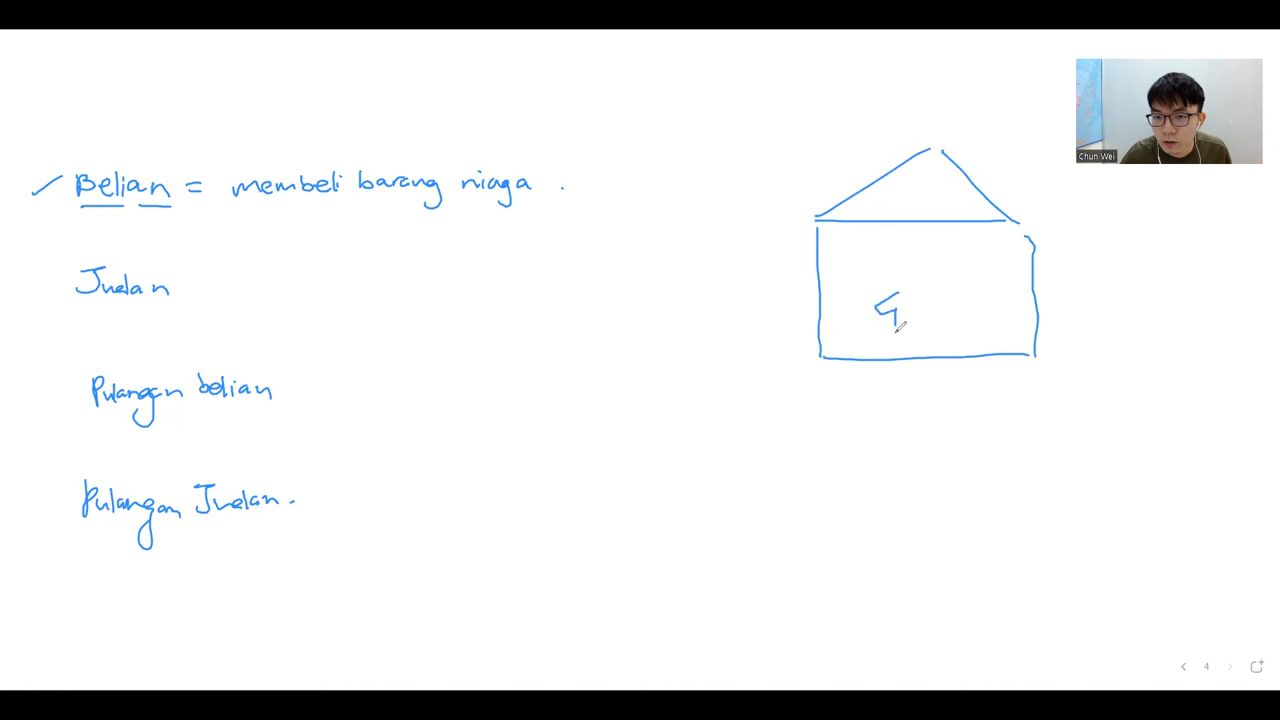 ✓ Belian = membeli barang niaga .
Jualan
Pulangan belian
Pulangan Jualan .
Chun Wei
4